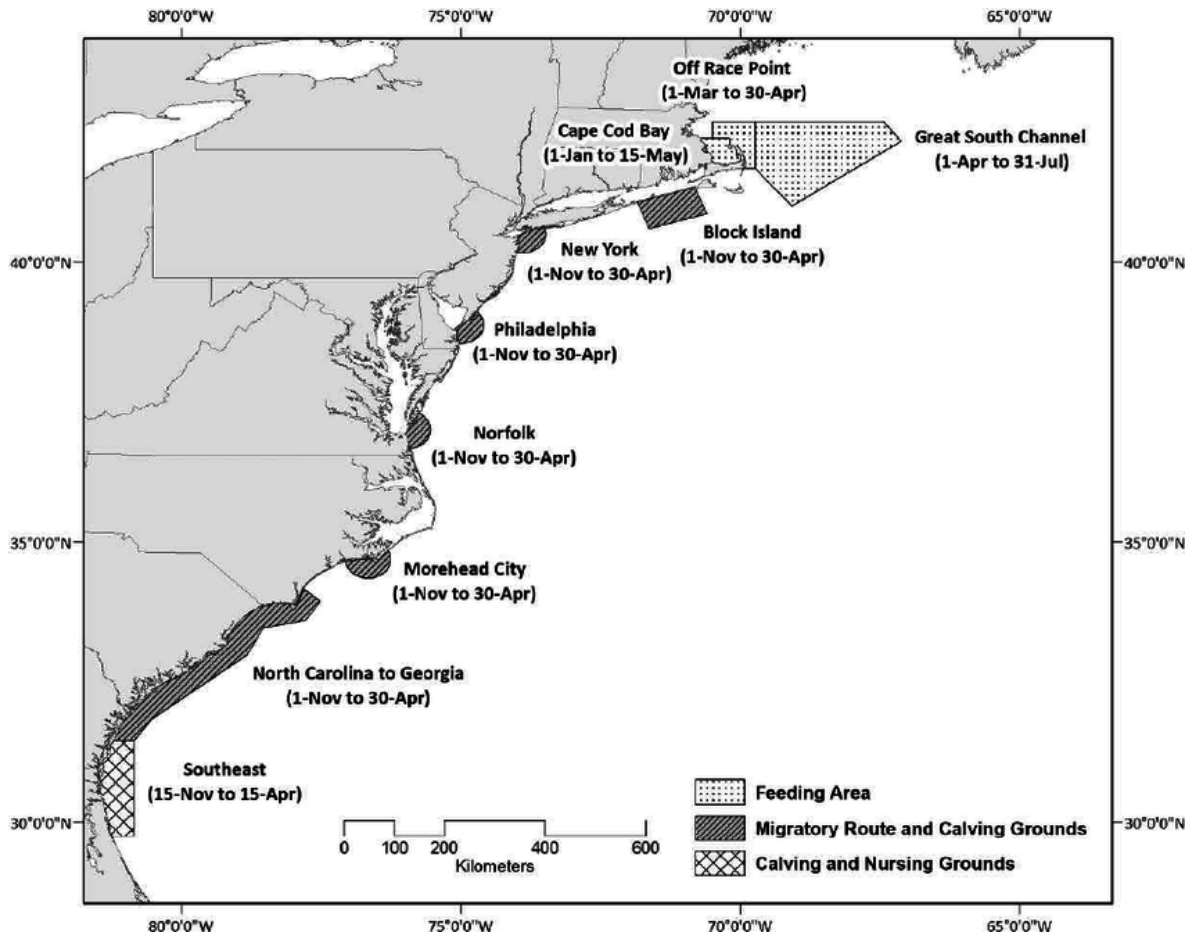 80°0'0"W
75°0'0"W
70°0'0"W
65°0'0"W
Off Race Point
(1-Mar to 30-Apr)
Cape Cod Bay
(1-Jan to 15-May)
Great South Channel
(1-Apr to 31-Jul)
Block Island
(1-Nov to 30-Apr)
New York
(1-Nov to 30-Apr)
40°0'0"N
40°0'0"N
Philadelphia
(1-Nov to 30-Apr)
Norfolk
(1-Nov to 30-Apr)
35°0'0"N
35°0'0"N
Morehead City
(1-Nov to 30-Apr)
North Carolina to Georgia
(1-Nov to 30-Apr)
Southeast
(15-Nov to 15-Apr)
30°0'0"N
30°0'0"N
Feeding Area
Migratory Route and Calving Grounds
Calving and Nursing Grounds
0 100 200 400 600
Kilometers
80°0'0"W
75°0'0"W
70°0'0"W
65°0'0"W